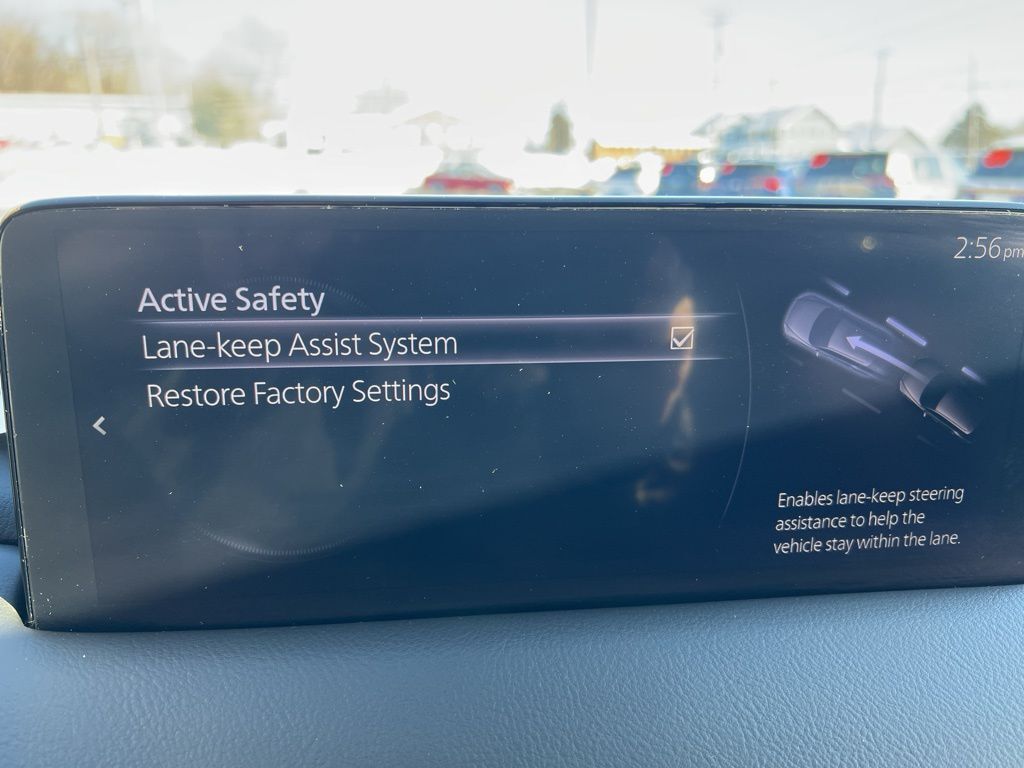 2:56pm
Active Safety
Lane-keep Assist System
Restore Factory Settings
Enables lane-keep steering
assistance to help the
vehicle stay within the lane.